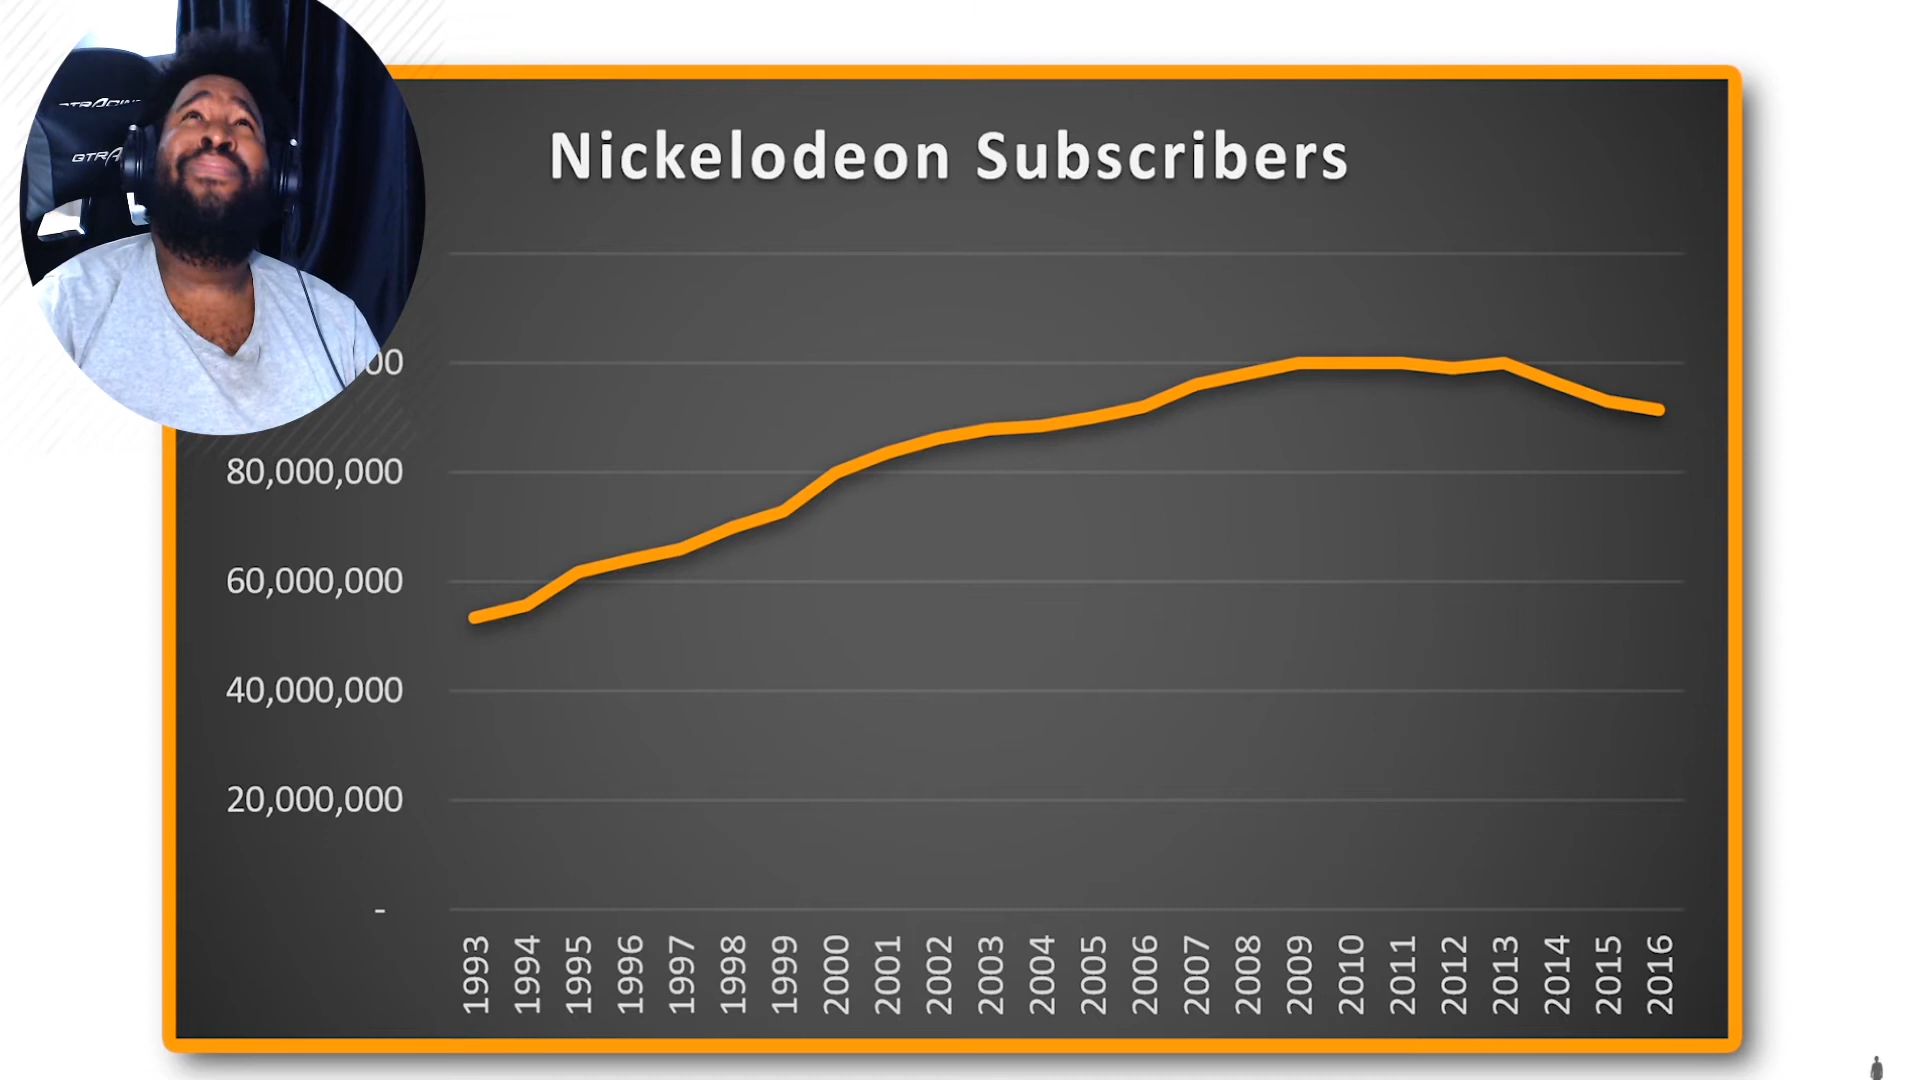 GTRACING
GTRA
Nickelodeon Subscribers
00
80,000,000
60,000,000
40,000,000
20,000,000
-
1993 1994 1995 1996 1997 1998 1999 2000 2001 2002 2003 2004 2005 2006 2007 2008 2009 2010 2011 2012 2013 2014 2015 2016